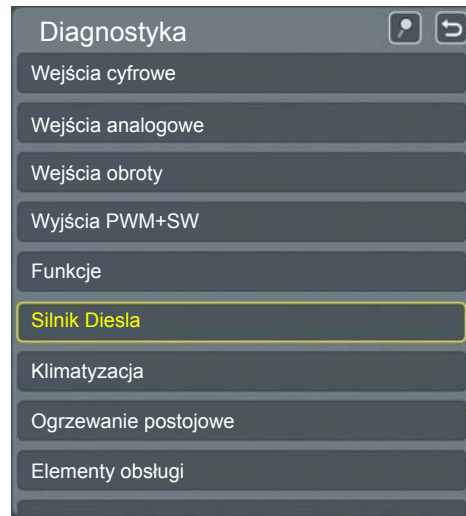 Diagnostyka
Wejścia cyfrowe
Wejścia analogowe
Wejścia obroty
Wyjścia PWM+SW
Funkcje
Silnik Diesla
Klimatyzacja
Ogrzewanie postojowe
Elementy obsługi